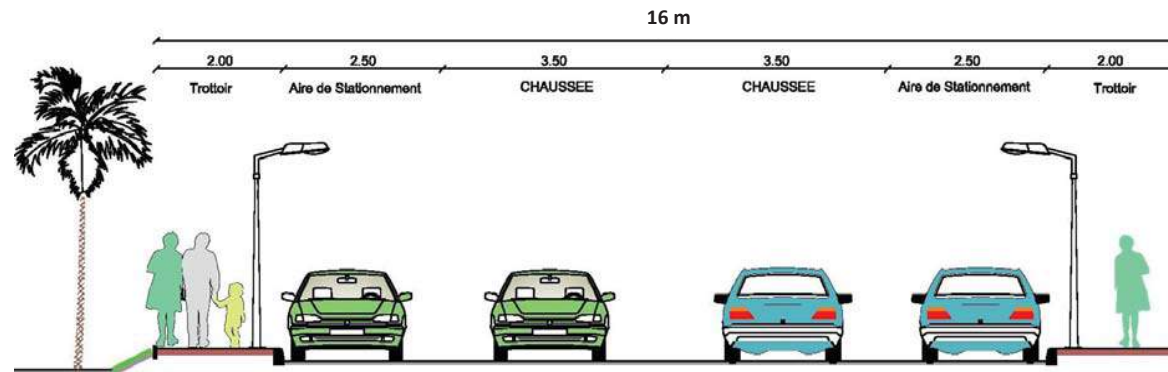 16 m
2.00 2.50 3.50 3.50 2.50 2.00
Trottoir Aire de Stationnement CHAUSSEE CHAUSSEE Aire de Stationnement Trottoir